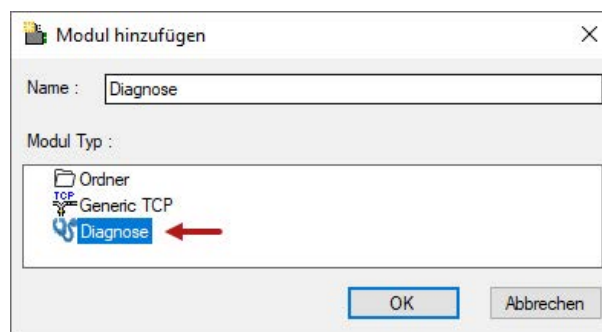 Modul hinzufügen
Name : Diagnose
Modul Typ :
Ordner
TCP
Generic TCP
Diagnose
OK Abbrechen